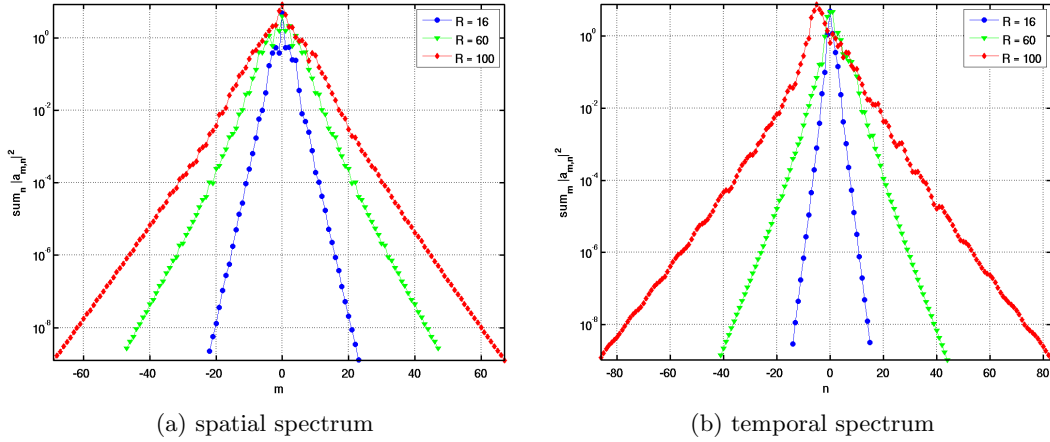 R = 16
R = 60
R = 100
10^0
10^-2
10^-4
10^-6
10^-8
sum_n |a_{m,n}|^2
-60 -40 -20 0 20 40 60
m
(a) spatial spectrum
R = 16
R = 60
R = 100
10^0
10^-2
10^-4
10^-6
10^-8
sum_m |a_{m,n}|^2
-80 -60 -40 -20 0 20 40 60 80
n
(b) temporal spectrum